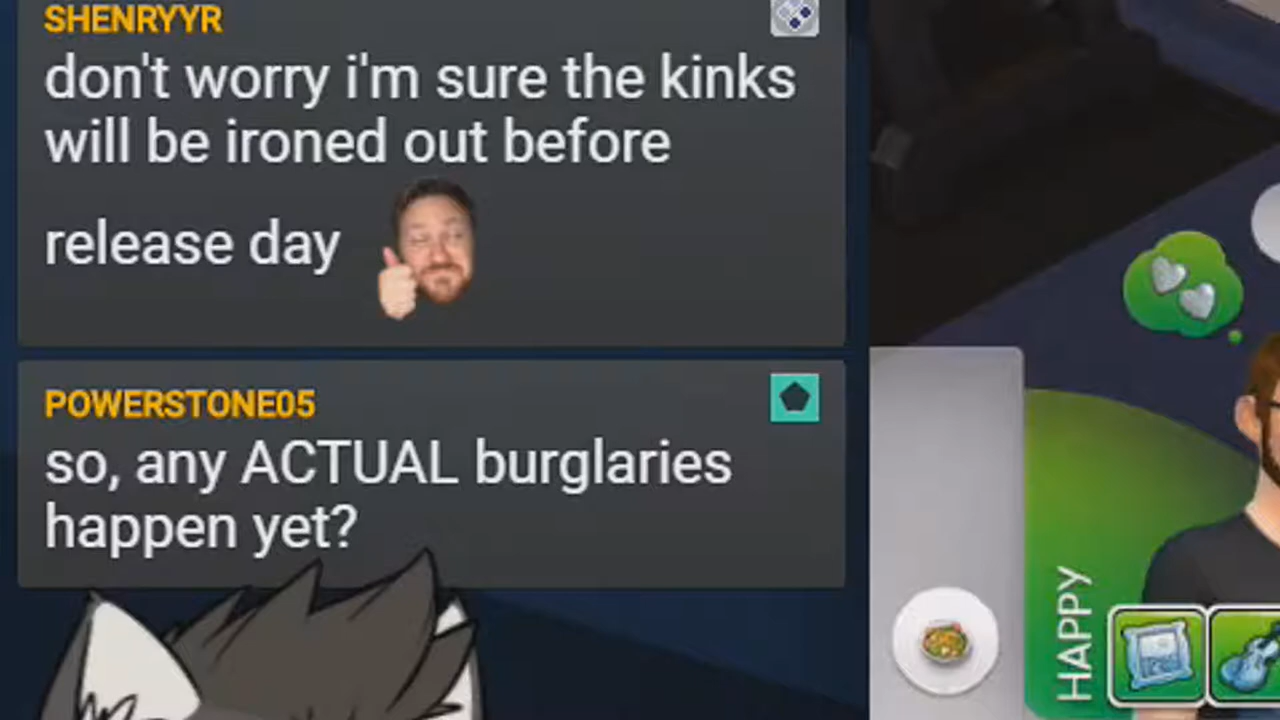 SHENRYYR
don't worry i'm sure the kinks
will be ironed out before
release day
POWERSTONE05
so, any ACTUAL burglaries
happen yet?
HAPPY